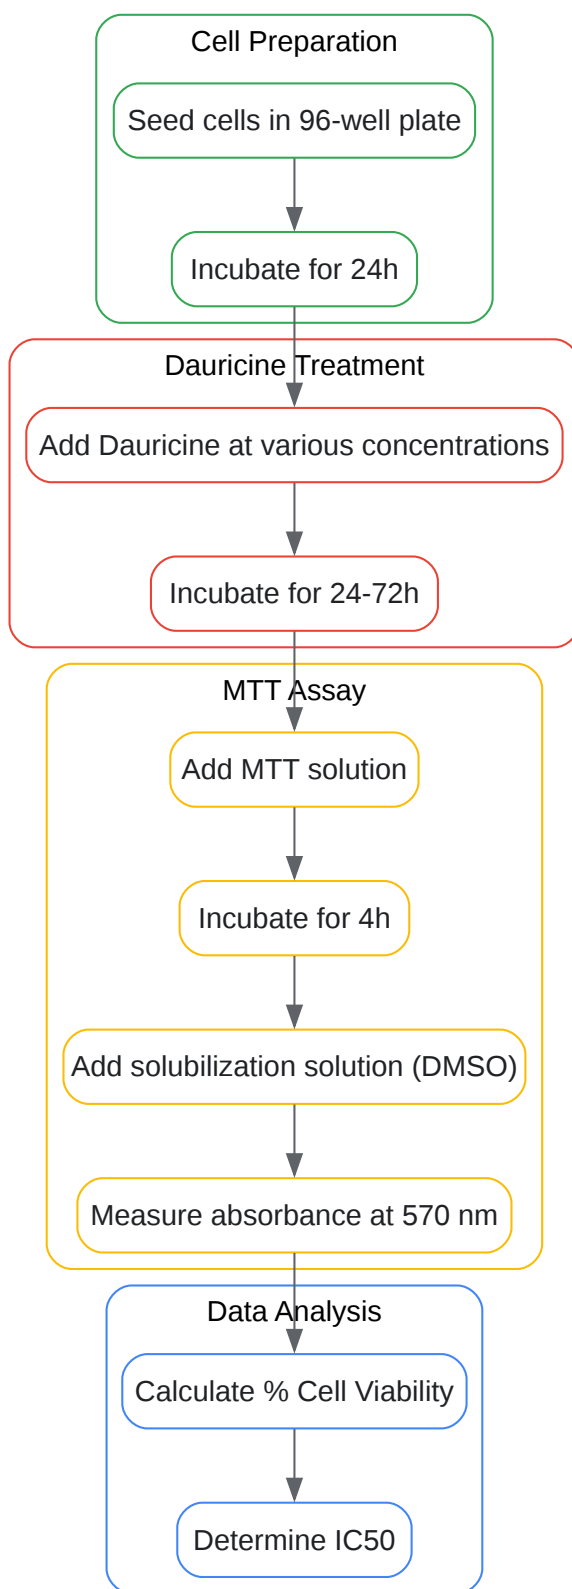 Cell Preparation
Seed cells in 96-well plate
Incubate for 24h
Dauricine Treatment
Add Dauricine at various concentrations
Incubate for 24-72h
MTT Assay
Add MTT solution
Incubate for 4h
Add solubilization solution (DMSO)
Measure absorbance at 570 nm
Data Analysis
Calculate % Cell Viability
Determine IC50